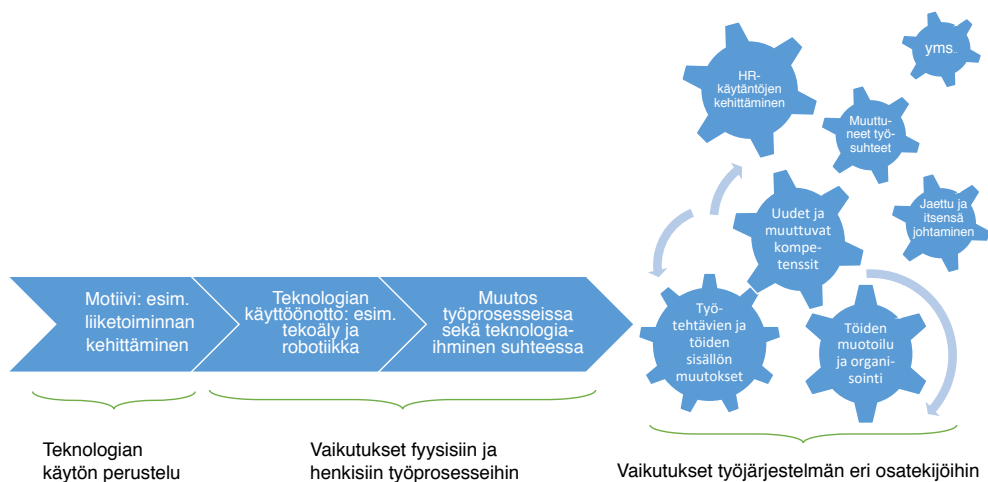 Motiivi: esim.
liiketoiminnan
kehittäminen
Teknologian
käyttöönotto: esim.
tekoäly ja
robotiikka
Muutos
työprosesseissa
sekä teknologia-
ihminen suhteessa
HR-
käytäntöjen
kehittäminen
yms..
Muuttu-
neet työ-
suhteet
Uudet ja
muuttuvat
kompe-
tenssit
Jaettu ja
itsensä
johtaminen
Työ-
tehtävien ja
töiden
sisällön
muutokset
Töiden
muotoilu
ja organi-
sointi
Teknologian
käytön perustelu
Vaikutukset fyysisiin ja
henkisiin työprosesseihin
Vaikutukset työjärjestelmän eri osatekijöihin